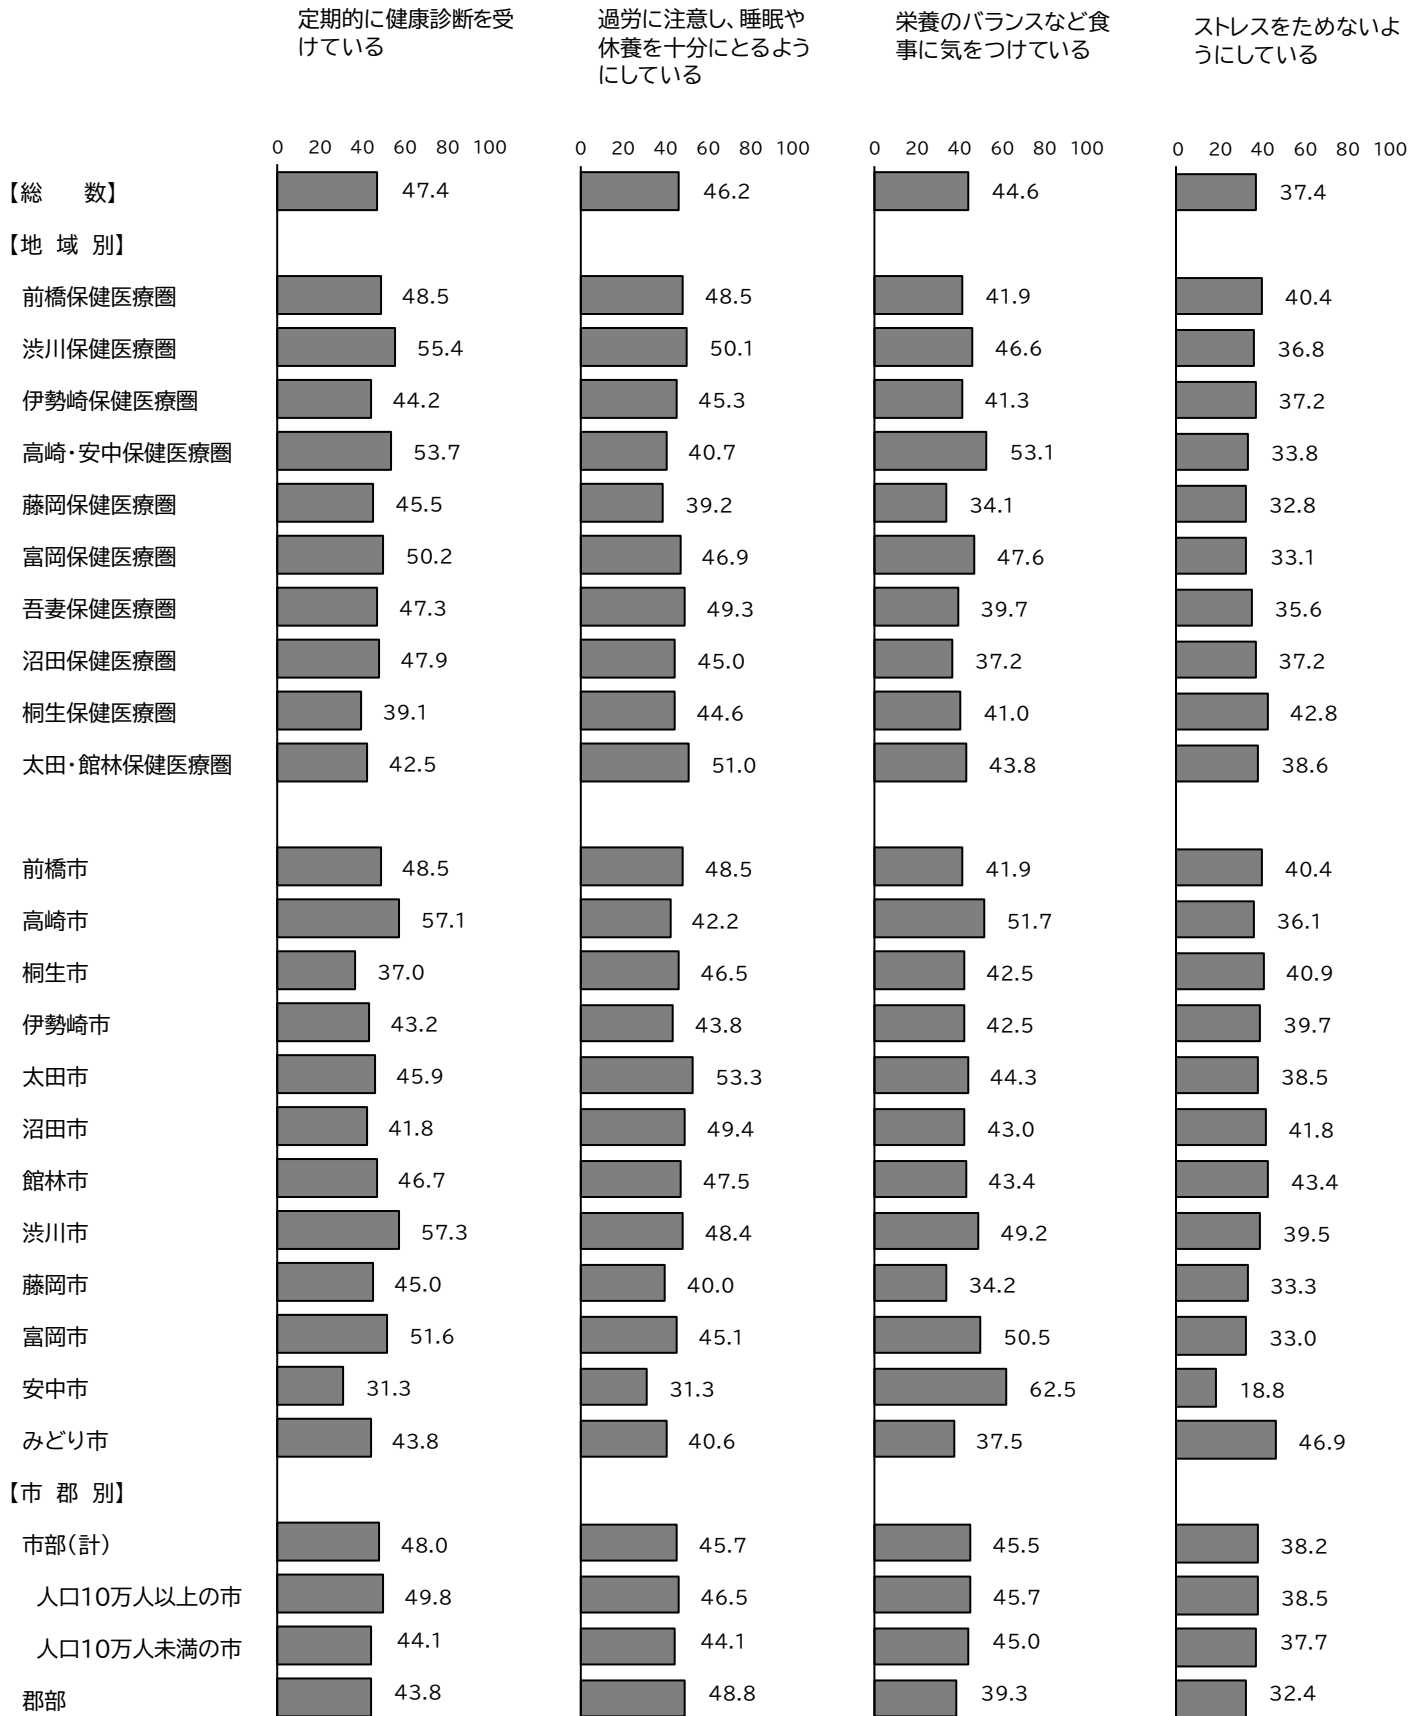 定期的に健康診断を受
けている
過労に注意し、睡眠や
休養を十分にとるよう
にしている
栄養のバランスなど食
事に気をつけている
ストレスをためないよ
うにしている
0 20 40 60 80 100 0 20 40 60 80 100 0 20 40 60 80 100 0 20 40 60 80 100
【総　数】 47.4 46.2 44.6 37.4
【地 域 別】
前橋保健医療圏 48.5 48.5 41.9 40.4
渋川保健医療圏 55.4 50.1 46.6 36.8
伊勢崎保健医療圏 44.2 45.3 41.3 37.2
高崎・安中保健医療圏 53.7 40.7 53.1 33.8
藤岡保健医療圏 45.5 39.2 34.1 32.8
富岡保健医療圏 50.2 46.9 47.6 33.1
吾妻保健医療圏 47.3 49.3 39.7 35.6
沼田保健医療圏 47.9 45.0 37.2 37.2
桐生保健医療圏 39.1 44.6 41.0 42.8
太田・館林保健医療圏 42.5 51.0 43.8 38.6
前橋市 48.5 48.5 41.9 40.4
高崎市 57.1 42.2 51.7 36.1
桐生市 37.0 46.5 42.5 40.9
伊勢崎市 43.2 43.8 42.5 39.7
太田市 45.9 53.3 44.3 38.5
沼田市 41.8 49.4 43.0 41.8
館林市 46.7 47.5 43.4 43.4
渋川市 57.3 48.4 49.2 39.5
藤岡市 45.0 40.0 34.2 33.3
富岡市 51.6 45.1 50.5 33.0
安中市 31.3 31.3 62.5 18.8
みどり市 43.8 40.6 37.5 46.9
【市 郡 別】
市部（計） 48.0 45.7 45.5 38.2
人口10万人以上の市 49.8 46.5 45.7 38.5
人口10万人未満の市 44.1 44.1 45.0 37.7
郡部 43.8 48.8 39.3 32.4